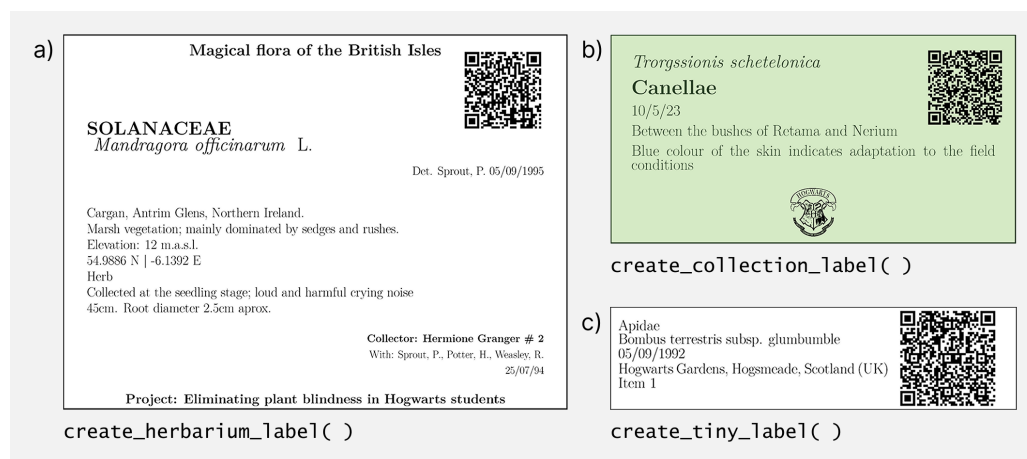 a)
Magical flora of the British Isles
SOLANACEAE
Mandragora officinarum L.
Det. Sprout, P. 05/09/1995
Cargan, Antrim Glens, Northern Ireland.
Marsh vegetation; mainly dominated by sedges and rushes.
Elevation: 12 m.a.s.l.
54.9886 N | -6.1392 E
Herb
Collected at the seedling stage; loud and harmful crying noise
45cm. Root diameter 2.5cm aprox.
Collector: Hermione Granger # 2
With: Sprout, P., Potter, H., Weasley, R.
25/07/94
Project: Eliminating plant blindness in Hogwarts students
create_herbarium_label( )
b)
Trorgssionis schetelonica
Canellae
10/5/23
Between the bushes of Retama and Nerium
Blue colour of the skin indicates adaptation to the field
conditions
HOGWARTS
create_collection_label( )
c)
Apidae
Bombus terrestris subsp. glumbumble
05/09/1992
Hogwarts Gardens, Hogsmeade, Scotland (UK)
Item 1
create_tiny_label( )